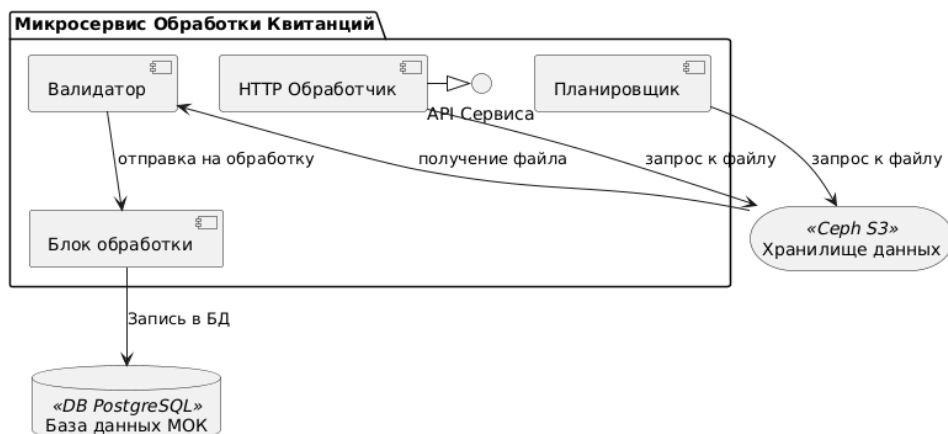 Микросервис Обработки Квитанций
Валидатор
HTTP Обработчик
Планировщик
API Сервиса
отправка на обработку
получение файла
запрос к файлу
запрос к файлу
Блок обработки
«Ceph S3»
Хранилище данных
Запись в БД
«DB PostgreSQL»
База данных МОК